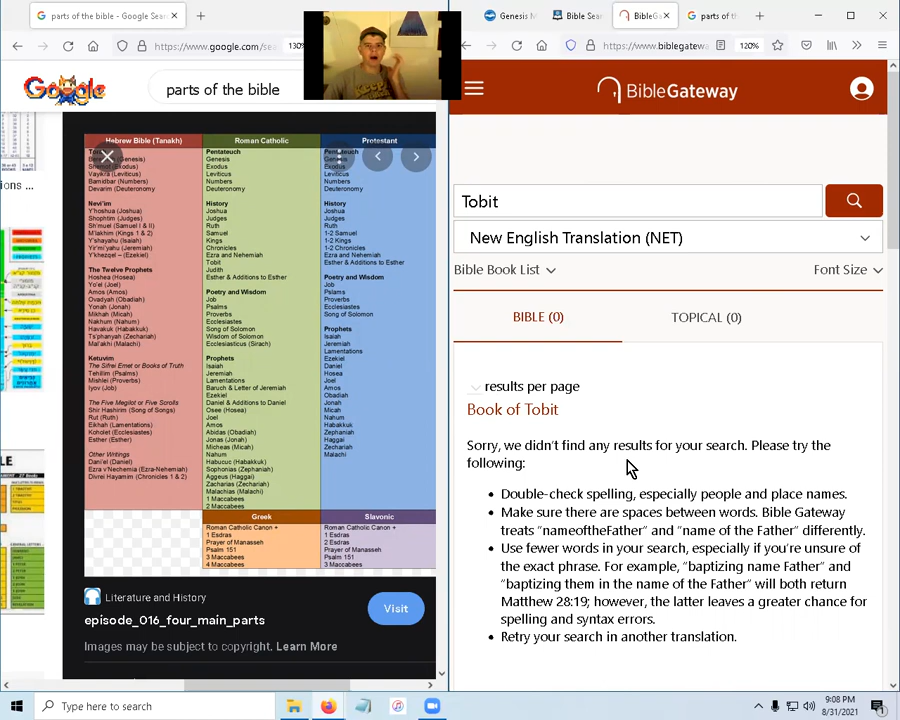 parts of the bible - Google Sear
Genesis
Bible Sear
BibleGa
parts of th
https://www.google.com/sea
130%
https://www.biblegatew
120%
Google
parts of the bible
BibleGateway
ions ...
Hebrew Bible (Tanakh)
Vayikra (Leviticus)
Bamidbar (Numbers)
Devarim (Deuteronomy
Nevi'im
Y'hoshua (Joshua)
Shophtim (Judges)
Sh'muel (Samuel I & II)
M'lakhim (Kings 1 & 2)
Y'shayahu (Isaiah)
Yir'mi'yahu (Jeremiah)
Y'khezqel – (Ezekiel)
The Twelve Prophets
Hoshea (Hosea)
Yo'el (Joel)
Amos (Amos)
Ovadyah (Obadiah)
Yonah (Jonah)
Mikhah (Micah)
Nakhum (Nahum)
Havakuk (Habakkuk)
Ts'phanyah (Zechariah)
Mal'akhi (Malachi)
Ketuvim
The Sifrei Emet or Books of Truth
Tehilim (Psalms)
Mishlei (Proverbs)
Iyov (Job)
The Five Megilot or Five Scrolls
Shir Hashirim (Song of Songs)
Rut (Ruth)
Eikhah (Lamentations)
Koholet (Ecclesiastes)
Esther (Esther)
Other Writings
Dani'el (Daniel)
Ezra v'Nechemia (Ezra-Nehemiah)
Divrei Hayamim (Chronicles 1 & 2)
Roman Catholic
Pentateuch
Genesis
Exodus
Leviticus
Numbers
Deuteronomy
History
Joshua
Judges
Ruth
Samuel
Kings
Chronicles
Ezra and Nehemiah
Tobit
Judith
Esther & Additions to Esther
Poetry and Wisdom
Job
Psalms
Proverbs
Ecclesiastes
Song of Solomon
Wisdom of Solomon
Ecclesiasticus (Sirach)
Prophets
Isaiah
Jeremiah
Lamentations
Baruch & Letter of Jeremiah
Ezekiel
Daniel & Additions to Daniel
Osee (Hosea)
Joel
Amos
Abidas (Obadiah)
Jonas (Jonah)
Micheas (Micah)
Nahum
Habucuc (Habakkuk)
Sophonias (Zephaniah)
Aggeus (Haggai)
Zacharias (Zechariah)
Malachias (Malachi)
1 Maccabees
2 Maccabees
Protestant
Pentateuch
Genesis
Exodus
Leviticus
Numbers
Deuteronomy
History
Joshua
Judges
Ruth
1-2 Samuel
1-2 Kings
1-2 Chronicles
Ezra and Nehemiah
Esther & Additions to Esther
Poetry and Wisdom
Job
Pslams
Proverbs
Ecclesiastes
Song of Solomon
Prophets
Isaiah
Jeremiah
Lamentations
Ezekiel
Daniel
Hosea
Joel
Amos
Obadiah
Jonah
Micah
Nahum
Habakkuk
Zephaniah
Haggai
Zechariah
Malachi
Greek
Roman Catholic Canon +
1 Esdras
Prayer of Manasseh
Psalm 151
3 Maccabees
4 Maccabees
Slavonic
Roman Catholic Canon +
1 Esdras
2 Esdras
Prayer of Manasseh
Psalm 151
3 Maccabees
Literature and History
episode_016_four_main_parts
Visit
Images may be subject to copyright. Learn More
Tobit
New English Translation (NET)
Bible Book List
Font Size
BIBLE (0)
TOPICAL (0)
results per page
Book of Tobit
Sorry, we didn't find any results for your search. Please try the
following:
• Double-check spelling, especially people and place names.
• Make sure there are spaces between words. Bible Gateway
treats "nameoftheFather" and "name of the Father" differently.
• Use fewer words in your search, especially if you're unsure of
the exact phrase. For example, "baptizing name Father" and
"baptizing them in the name of the Father" will both return
Matthew 28:19; however, the latter leaves a greater chance for
spelling and syntax errors.
• Retry your search in another translation.
Type here to search
9:08 PM
8/31/2021